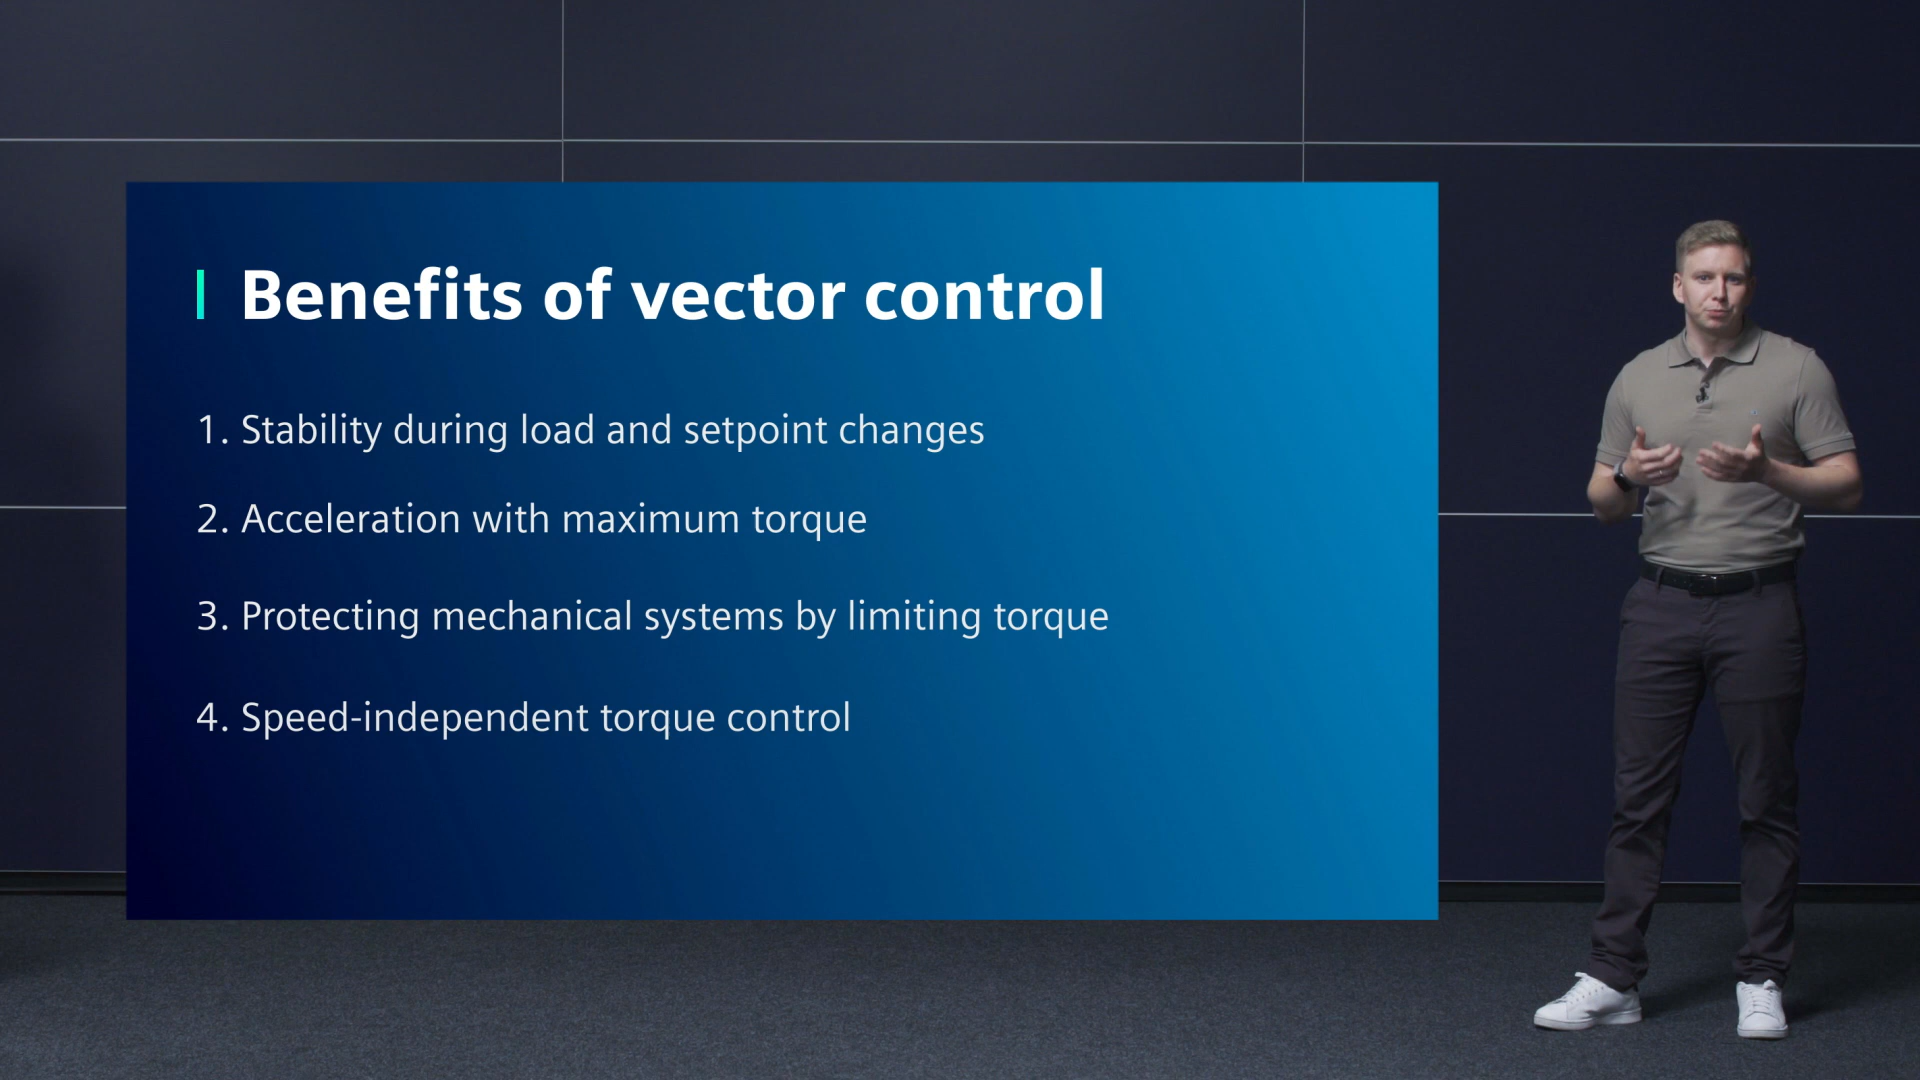 Benefits of vector control
1. Stability during load and setpoint changes
2. Acceleration with maximum torque
3. Protecting mechanical systems by limiting torque
4. Speed-independent torque control